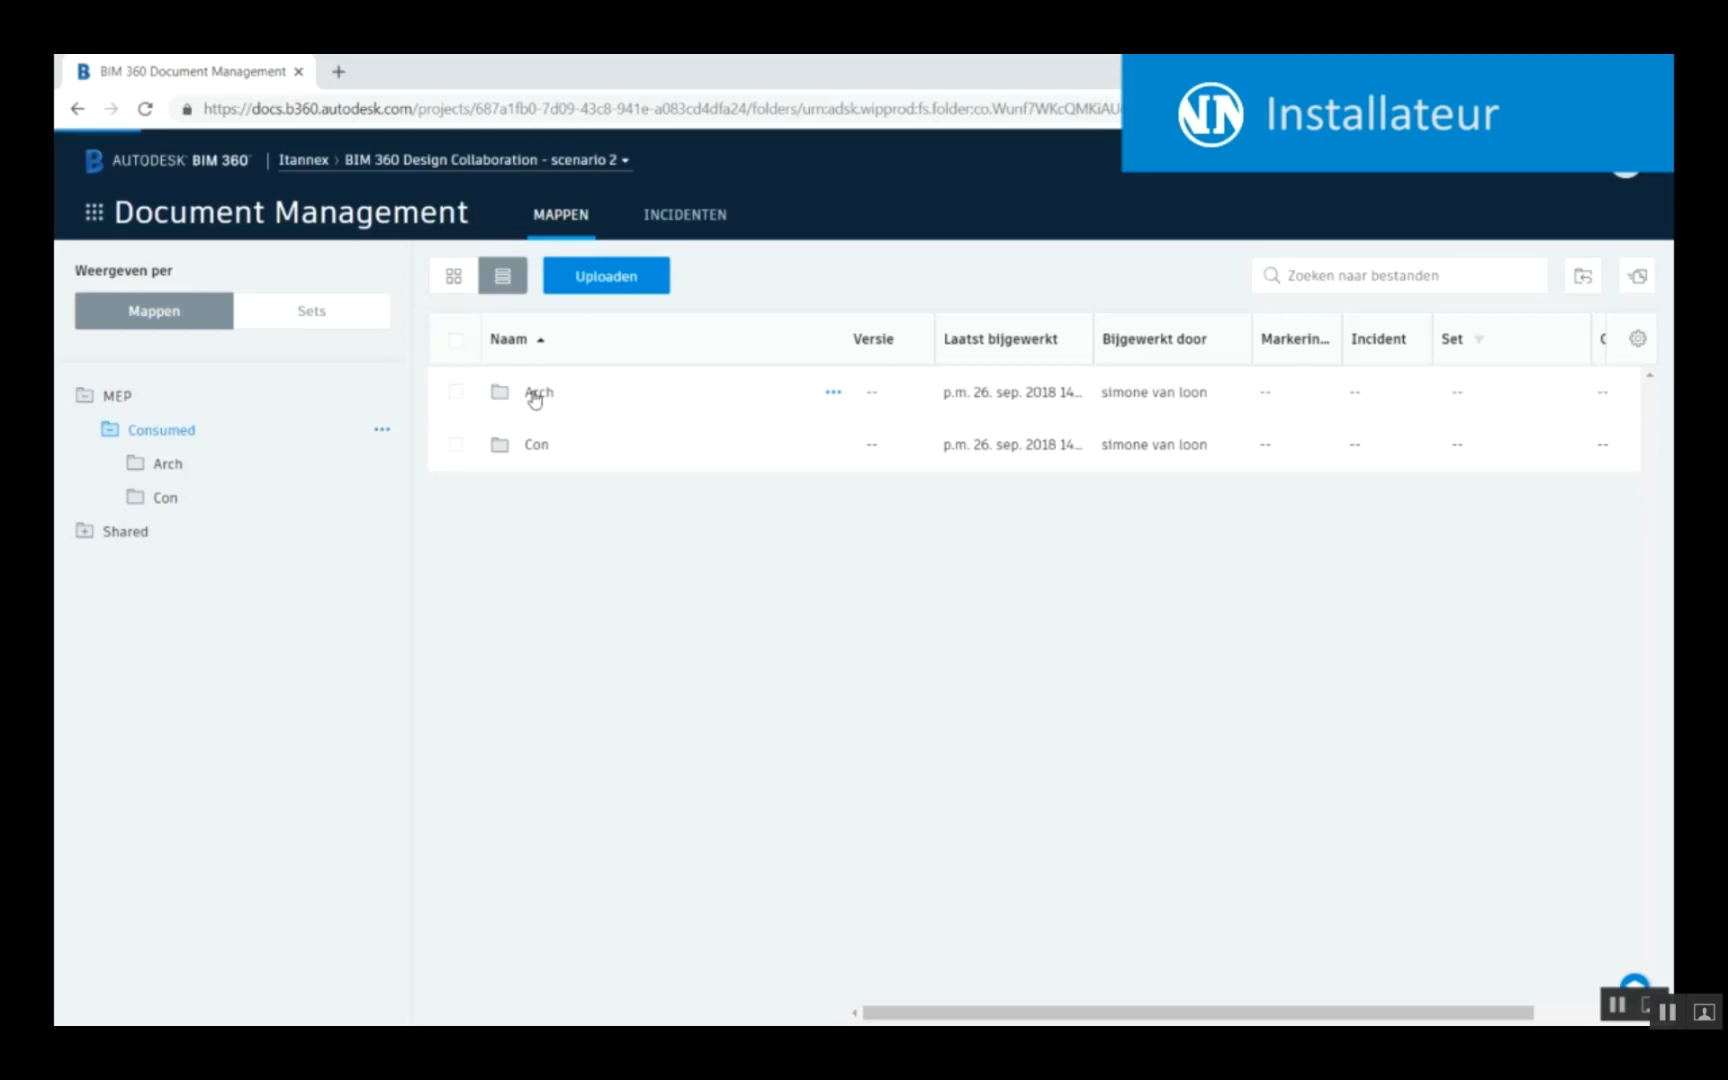 BIM 360 Document Management
https://docs.b360.autodesk.com/projects/687a1fb0-7d09-43c8-941e-a083cd4dfa24/folders/urn:adsk.wipprod:fs.folder:co.Wunf7WKcQMKiAU
Installateur
AUTODESK BIM 360 | Itannex > BIM 360 Design Collaboration - scenario 2
Document Management MAPPEN INCIDENTEN
Weergeven per
Mappen Sets
Uploaden Zoeken naar bestanden
Naam Versie Laatst bijgewerkt Bijgewerkt door Markerin... Incident Set
Arch ... -- p.m. 26. sep. 2018 14... simone van loon -- -- -- --
Con -- p.m. 26. sep. 2018 14... simone van loon -- -- -- --
MEP
Consumed ...
Arch
Con
Shared